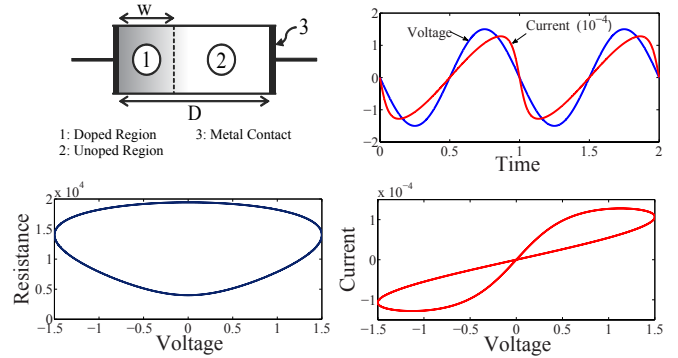 w
1
2
3
D
1: Doped Region
3: Metal Contact
2: Unoped Region
2
1
0
−1
−2
Voltage
Current (10⁻⁴)
0
0.5
1
1.5
2
Time
x 10⁴
2
1.5
1
0.5
0
Resistance
−1.5
−1
−0.5
0
0.5
1
1.5
Voltage
x 10⁻⁴
1
0
−1
Current
−1.5
−1
−0.5
0
0.5
1
1.5
Voltage